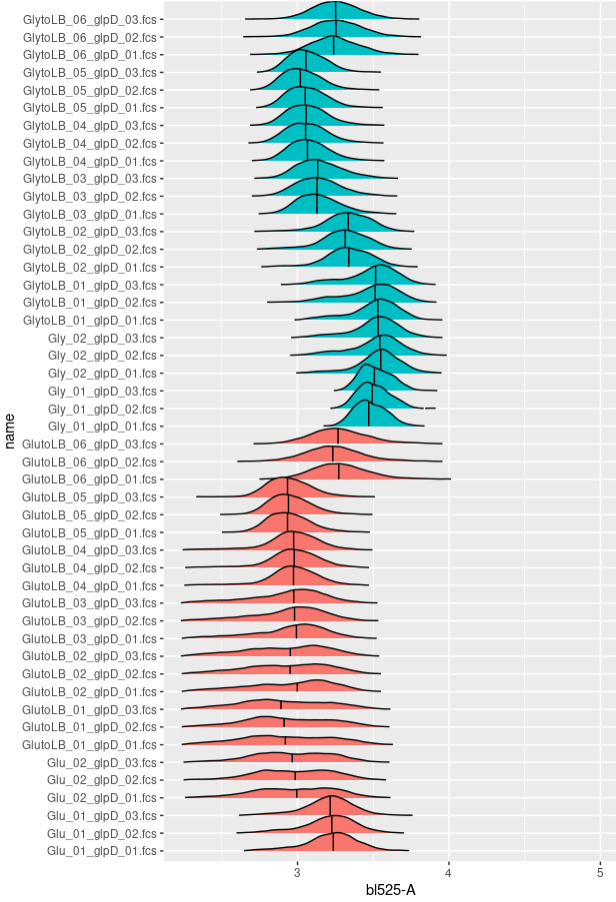 GlytoLB_06_glpD_03.fcs
GlytoLB_06_glpD_02.fcs
GlytoLB_06_glpD_01.fcs
GlytoLB_05_glpD_03.fcs
GlytoLB_05_glpD_02.fcs
GlytoLB_05_glpD_01.fcs
GlytoLB_04_glpD_03.fcs
GlytoLB_04_glpD_02.fcs
GlytoLB_04_glpD_01.fcs
GlytoLB_03_glpD_03.fcs
GlytoLB_03_glpD_02.fcs
GlytoLB_03_glpD_01.fcs
GlytoLB_02_glpD_03.fcs
GlytoLB_02_glpD_02.fcs
GlytoLB_02_glpD_01.fcs
GlytoLB_01_glpD_03.fcs
GlytoLB_01_glpD_02.fcs
GlytoLB_01_glpD_01.fcs
Gly_02_glpD_03.fcs
Gly_02_glpD_02.fcs
Gly_02_glpD_01.fcs
Gly_01_glpD_03.fcs
Gly_01_glpD_02.fcs
Gly_01_glpD_01.fcs
GlutoLB_06_glpD_03.fcs
GlutoLB_06_glpD_02.fcs
GlutoLB_06_glpD_01.fcs
GlutoLB_05_glpD_03.fcs
GlutoLB_05_glpD_02.fcs
GlutoLB_05_glpD_01.fcs
GlutoLB_04_glpD_03.fcs
GlutoLB_04_glpD_02.fcs
GlutoLB_04_glpD_01.fcs
GlutoLB_03_glpD_03.fcs
GlutoLB_03_glpD_02.fcs
GlutoLB_03_glpD_01.fcs
GlutoLB_02_glpD_03.fcs
GlutoLB_02_glpD_02.fcs
GlutoLB_02_glpD_01.fcs
GlutoLB_01_glpD_03.fcs
GlutoLB_01_glpD_02.fcs
GlutoLB_01_glpD_01.fcs
Glu_02_glpD_03.fcs
Glu_02_glpD_02.fcs
Glu_02_glpD_01.fcs
Glu_01_glpD_03.fcs
Glu_01_glpD_02.fcs
Glu_01_glpD_01.fcs
name
3 4 5
bl525-A